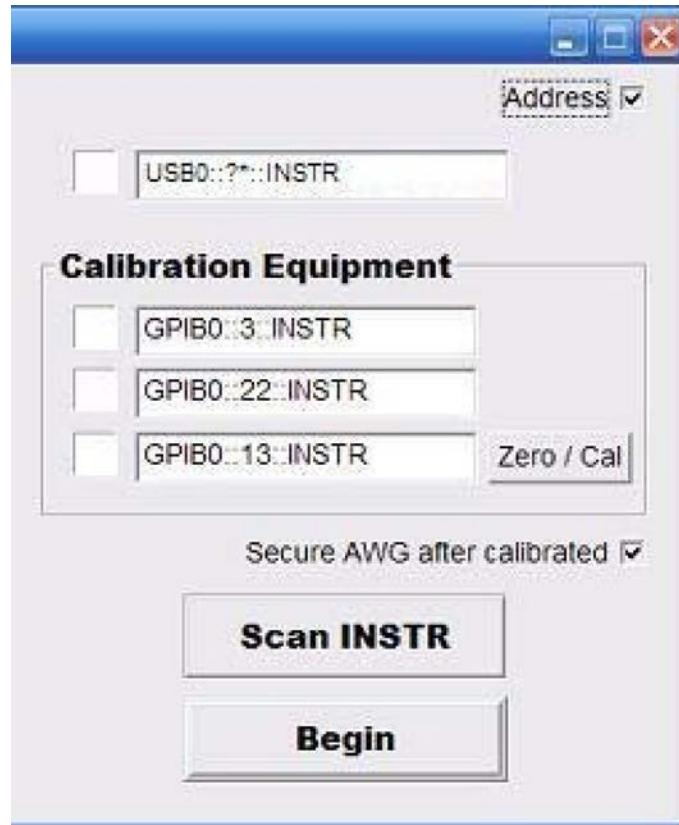 Address
USB0::?*::INSTR
Calibration Equipment
GPIB0::3::INSTR
GPIB0::22::INSTR
GPIB0::13::INSTR Zero / Cal
Secure AWG after calibrated
Scan INSTR
Begin